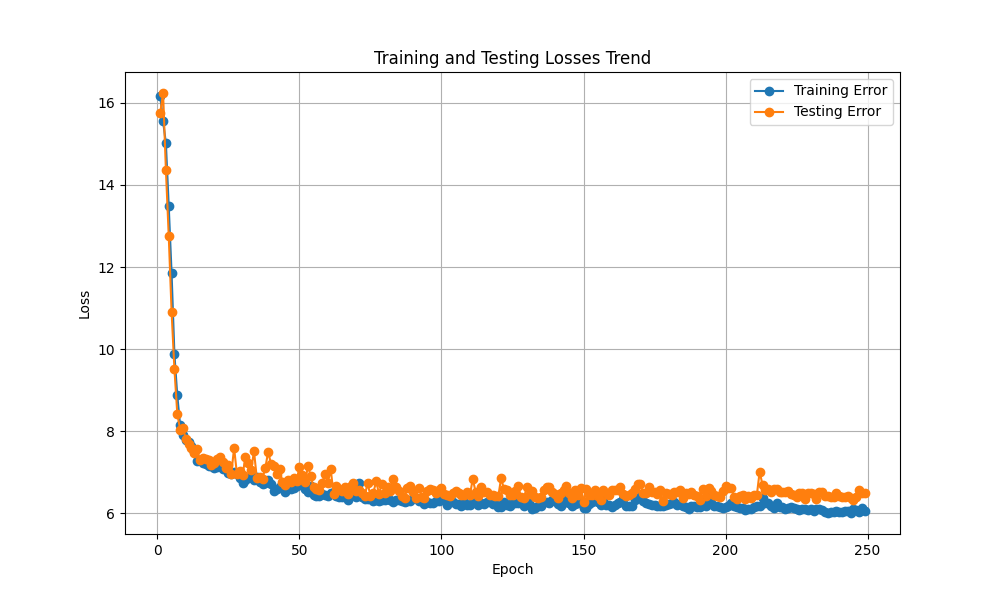 Training and Testing Losses Trend
Training Error
Testing Error
16
14
12
10
8
6
Loss
0
50
100
150
200
250
Epoch